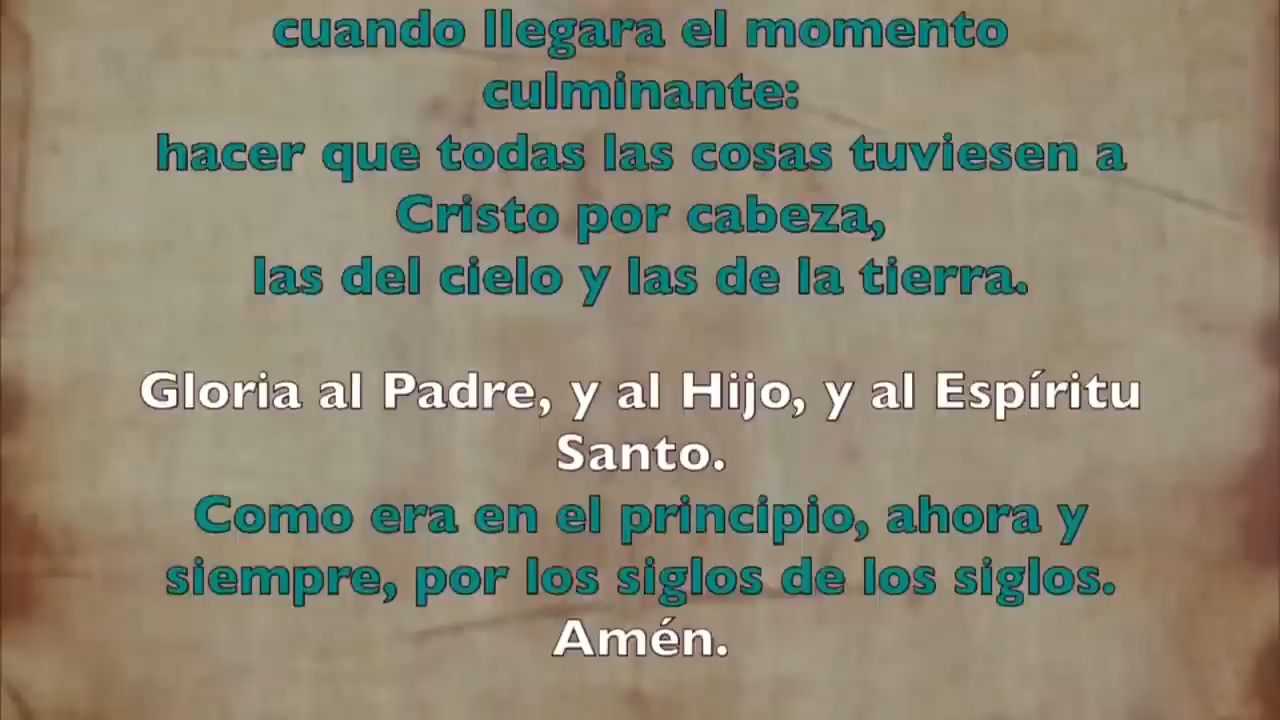 cuando llegara el momento
culminante:
hacer que todas las cosas tuviesen a
Cristo por cabeza,
las del cielo y las de la tierra.
Gloria al Padre, y al Hijo, y al Espíritu
Santo.
Como era en el principio, ahora y
siempre, por los siglos de los siglos.
Amén.